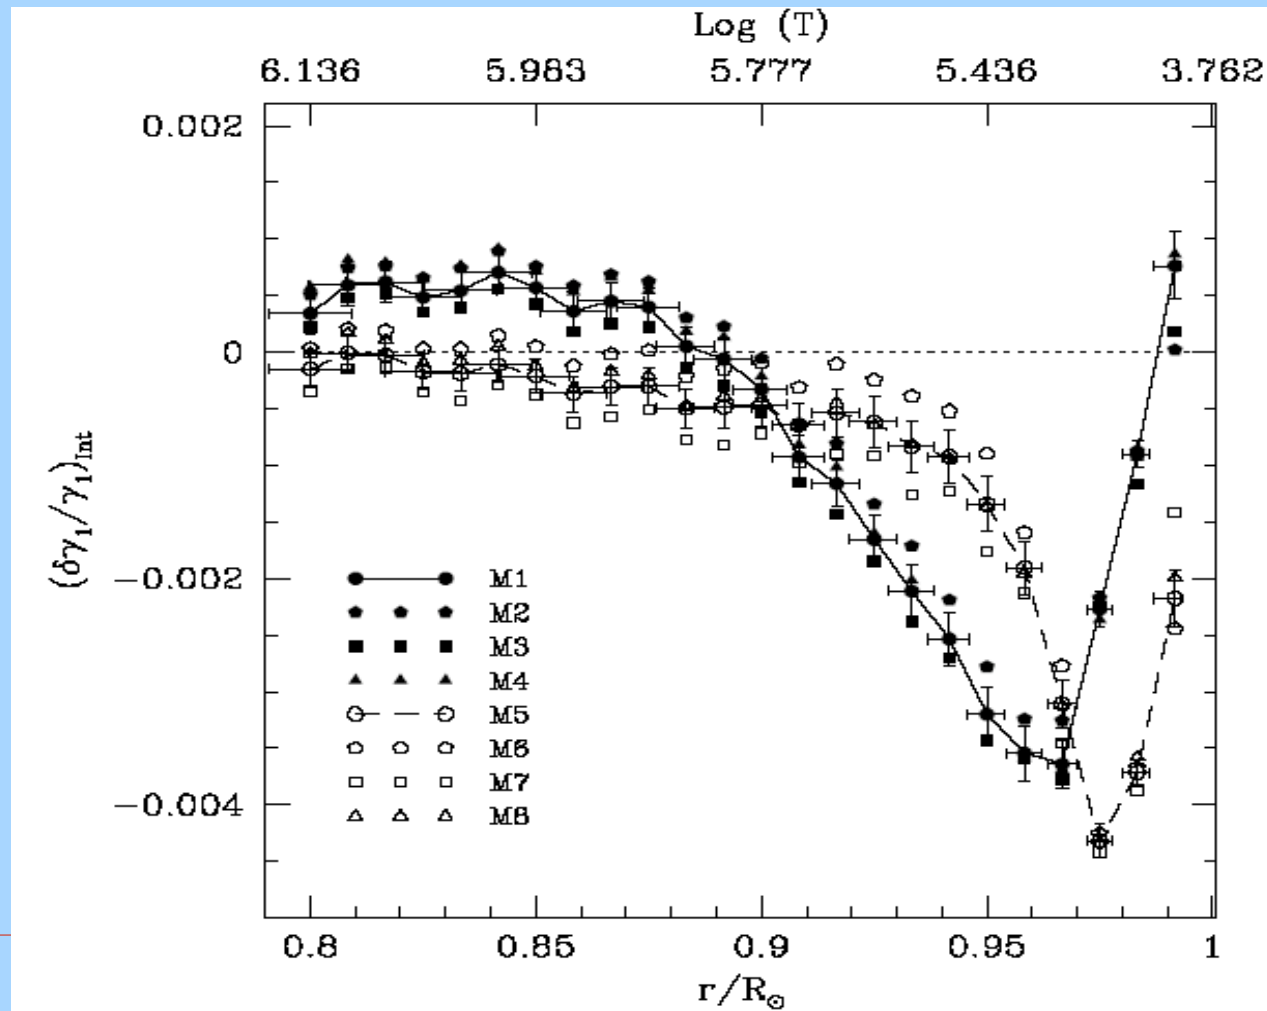 Log (T)
6.136 5.983 5.777 5.436 3.762
0.002
0
−0.002
−0.004
(δγ₁/γ₁)Int
M1
M2
M3
M4
M5
M6
M7
M8
0.8 0.85 0.9 0.95 1
r/R☉